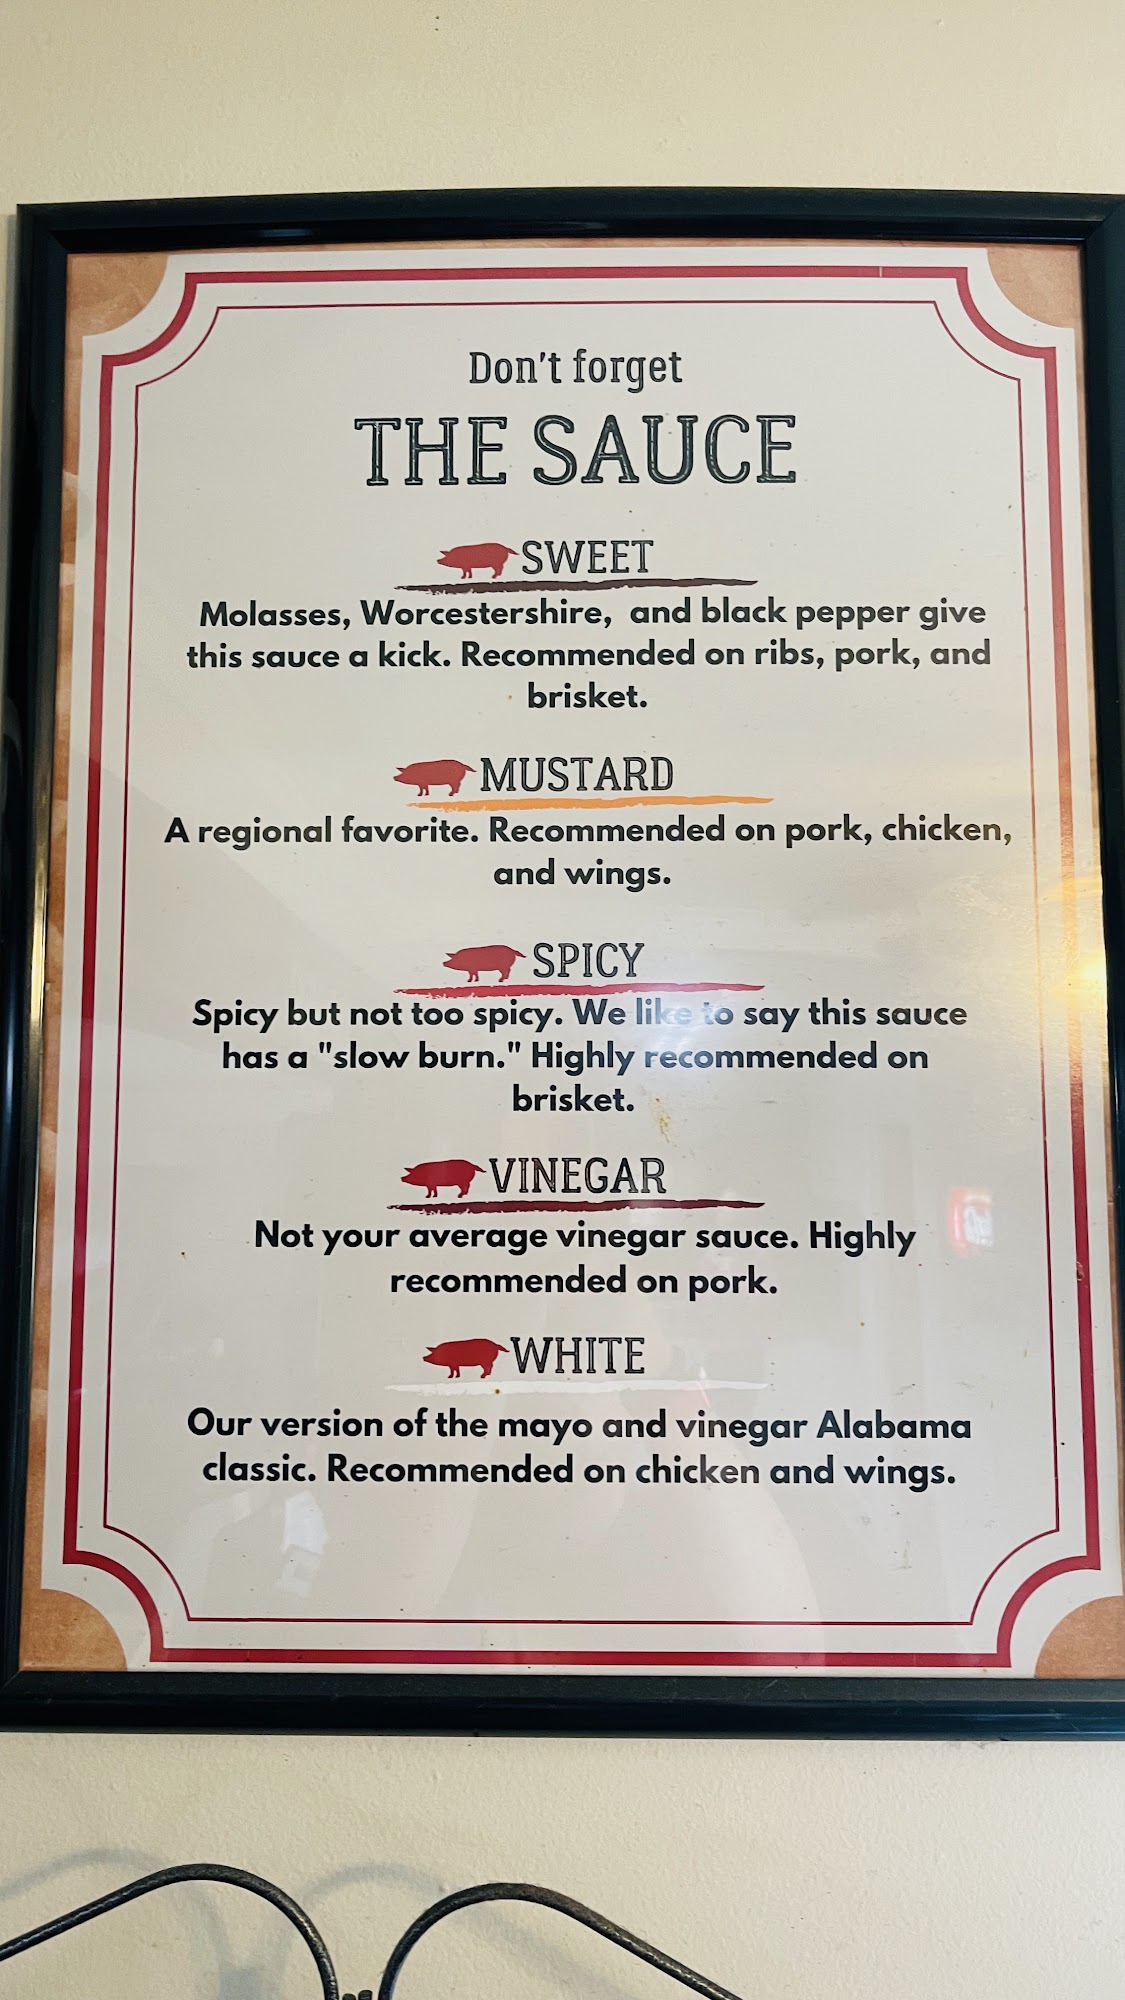 Don't forget
THE SAUCE
SWEET
Molasses, Worcestershire, and black pepper give
this sauce a kick. Recommended on ribs, pork, and
brisket.
MUSTARD
A regional favorite. Recommended on pork, chicken,
and wings.
SPICY
Spicy but not too spicy. We like to say this sauce
has a "slow burn." Highly recommended on
brisket.
VINEGAR
Not your average vinegar sauce. Highly
recommended on pork.
WHITE
Our version of the mayo and vinegar Alabama
classic. Recommended on chicken and wings.